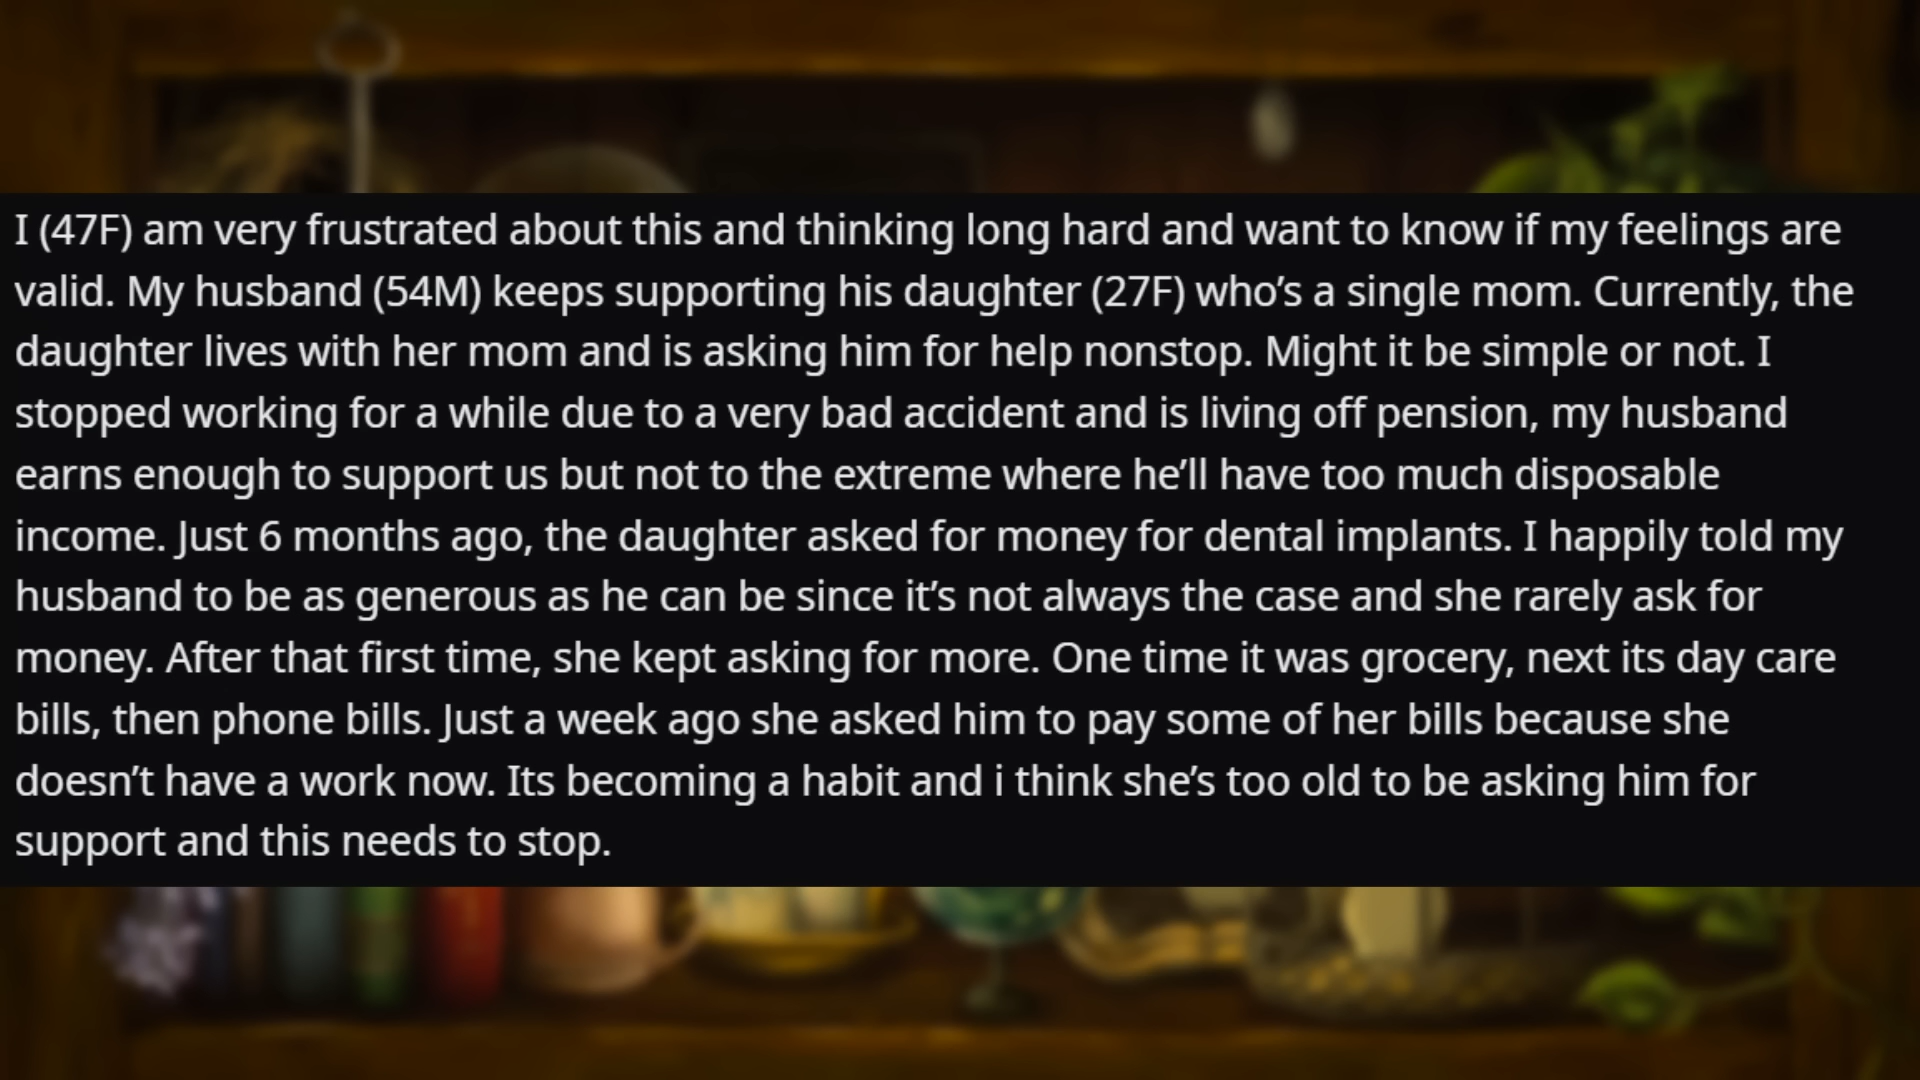 I (47F) am very frustrated about this and thinking long hard and want to know if my feelings are
valid. My husband (54M) keeps supporting his daughter (27F) who’s a single mom. Currently, the
daughter lives with her mom and is asking him for help nonstop. Might it be simple or not. I
stopped working for a while due to a very bad accident and is living off pension, my husband
earns enough to support us but not to the extreme where he’ll have too much disposable
income. Just 6 months ago, the daughter asked for money for dental implants. I happily told my
husband to be as generous as he can be since it’s not always the case and she rarely ask for
money. After that first time, she kept asking for more. One time it was grocery, next its day care
bills, then phone bills. Just a week ago she asked him to pay some of her bills because she
doesn’t have a work now. Its becoming a habit and i think she’s too old to be asking him for
support and this needs to stop.